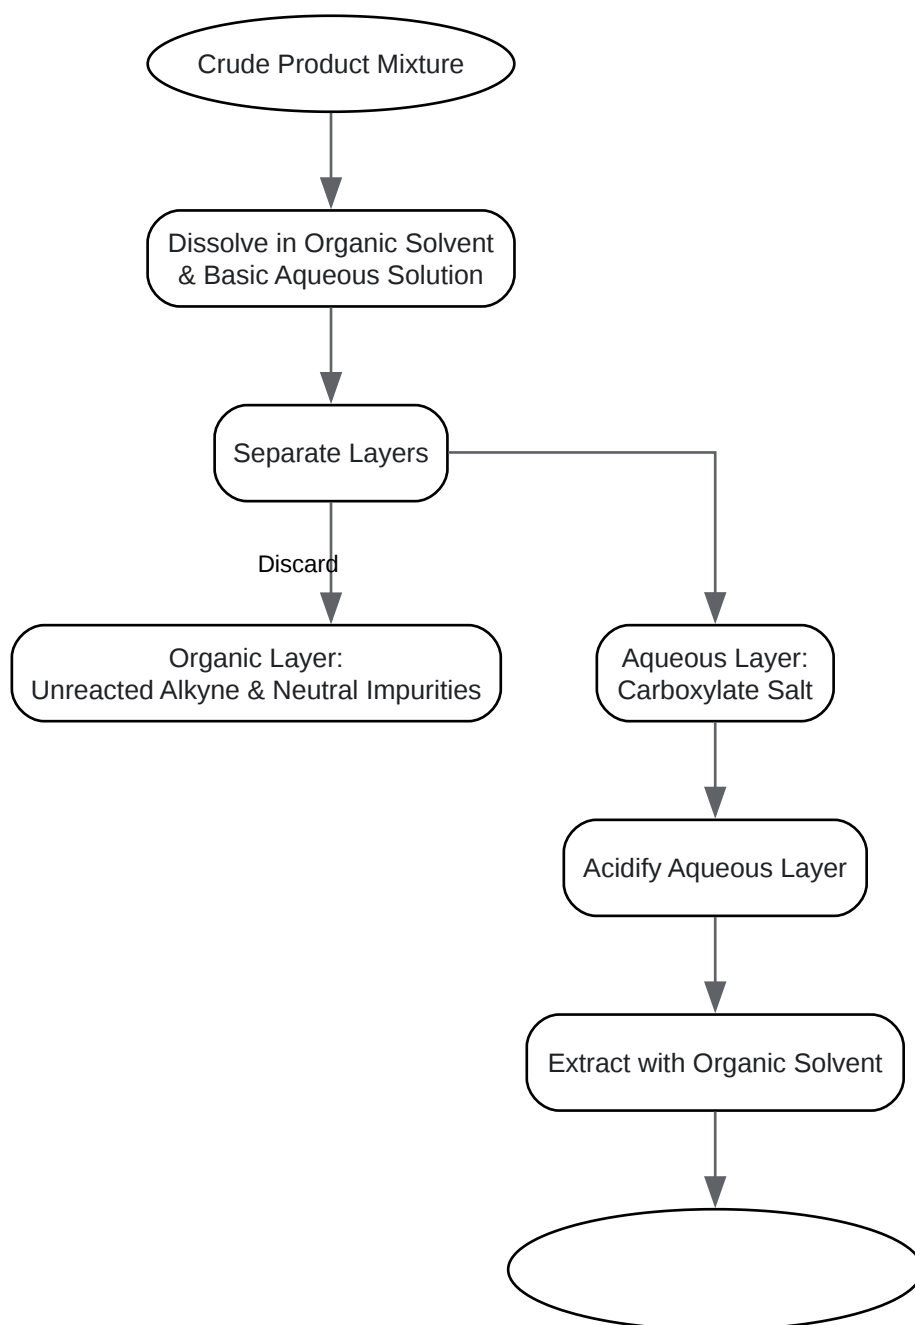 Crude Product Mixture
Dissolve in Organic Solvent
& Basic Aqueous Solution
Separate Layers
Discard
Organic Layer:
Unreacted Alkyne & Neutral Impurities
Aqueous Layer:
Carboxylate Salt
Acidify Aqueous Layer
Extract with Organic Solvent